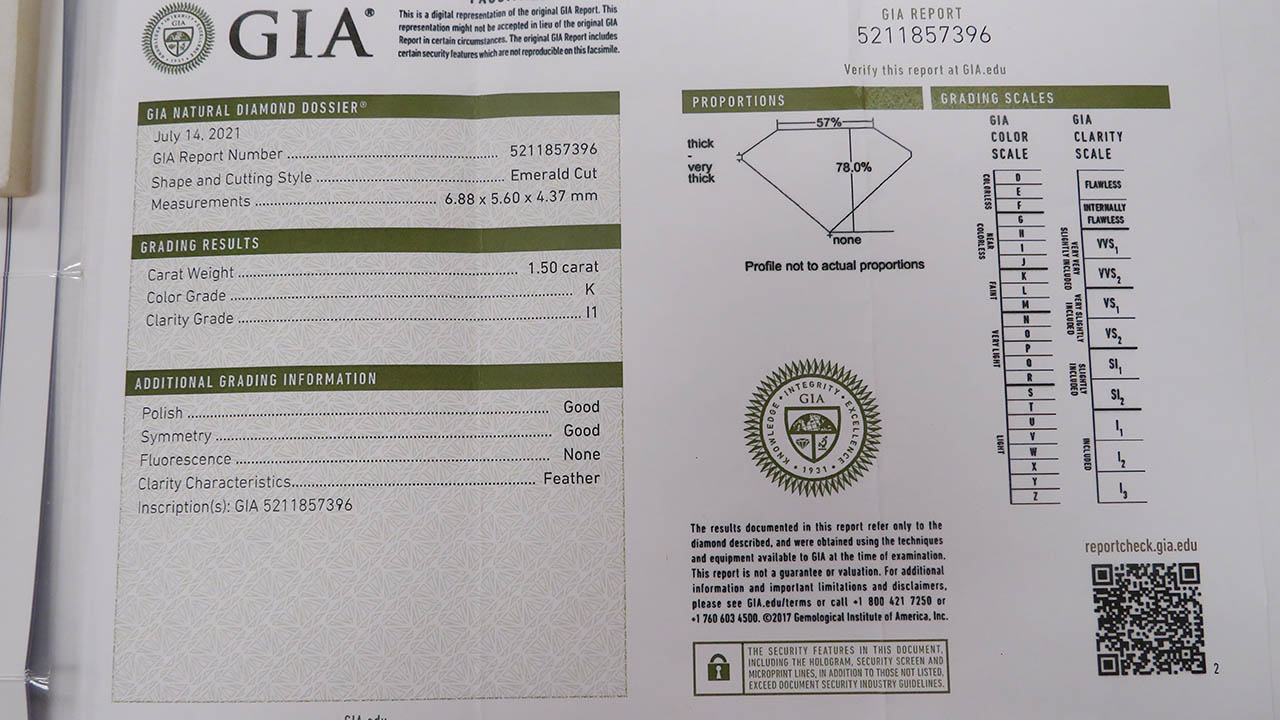 GIA®
This is a digital representation of the original GIA Report. This
representation might not be accepted in lieu of the original GIA
Report in certain circumstances. The original GIA Report includes
certain security features which are not reproducible on this facsimile.
GIA REPORT
5211857396
Verify this report at GIA.edu
GIA NATURAL DIAMOND DOSSIER®
July 14, 2021
GIA Report Number 5211857396
Shape and Cutting Style Emerald Cut
Measurements 6.88 x 5.60 x 4.37 mm
GRADING RESULTS
Carat Weight 1.50 carat
Color Grade K
Clarity Grade I1
ADDITIONAL GRADING INFORMATION
Polish Good
Symmetry Good
Fluorescence None
Clarity Characteristics Feather
Inscription(s): GIA 5211857396
PROPORTIONS
57%
thick
-
very
thick
78.0%
none
Profile not to actual proportions
KNOWLEDGE • INTEGRITY • EXCELLENCE
GIA
• 1931 •
The results documented in this report refer only to the
diamond described, and were obtained using the techniques
and equipment available to GIA at the time of examination.
This report is not a guarantee or valuation. For additional
information and important limitations and disclaimers,
please see GIA.edu/terms or call +1 800 421 7250 or
+1 760 603 4500. ©2017 Gemological Institute of America, Inc.
THE SECURITY FEATURES IN THIS DOCUMENT,
INCLUDING THE HOLOGRAM, SECURITY SCREEN AND
MICROPRINT LINES, IN ADDITION TO THOSE NOT LISTED,
EXCEED DOCUMENT SECURITY INDUSTRY GUIDELINES.
GRADING SCALES
GIA
COLOR
SCALE
COLORLESS
D
E
F
NEAR
COLORLESS
G
H
I
J
FAINT
K
L
M
VERY LIGHT
N
O
P
Q
R
LIGHT
S
T
U
V
W
X
Y
Z
GIA
CLARITY
SCALE
FLAWLESS
INTERNALLY
FLAWLESS
VERY VERY
SLIGHTLY INCLUDED
VVS1
VVS2
VERY SLIGHTLY
INCLUDED
VS1
VS2
SLIGHTLY
INCLUDED
SI1
SI2
INCLUDED
I1
I2
I3
reportcheck.gia.edu
2